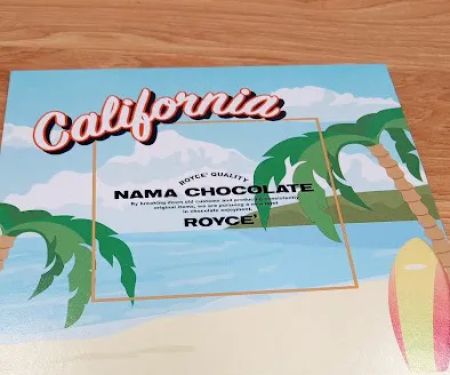 California
ROYCE' QUALITY
NAMA CHOCOLATE
By breaking down old customs and producing consistently
original items, we are pursuing a new taste
in chocolate enjoyment.
ROYCE'